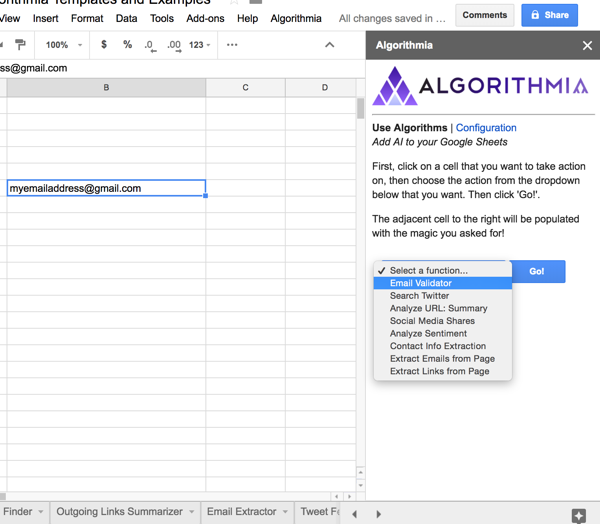 Templates and Examples
View Insert Format Data Tools Add-ons Help Algorithmia All changes saved in …
Comments
Share
100% $ % .0 .00 123 ...
ss@gmail.com
B C D
myemailaddress@gmail.com
Algorithmia
ALGORITHMIA
Use Algorithms | Configuration
Add AI to your Google Sheets
First, click on a cell that you want to take action
on, then choose the action from the dropdown
below that you want. Then click 'Go!'.
The adjacent cell to the right will be populated
with the magic you asked for!
Select a function...
Go!
Email Validator
Search Twitter
Analyze URL: Summary
Social Media Shares
Analyze Sentiment
Contact Info Extraction
Extract Emails from Page
Extract Links from Page
Finder Outgoing Links Summarizer Email Extractor Tweet F